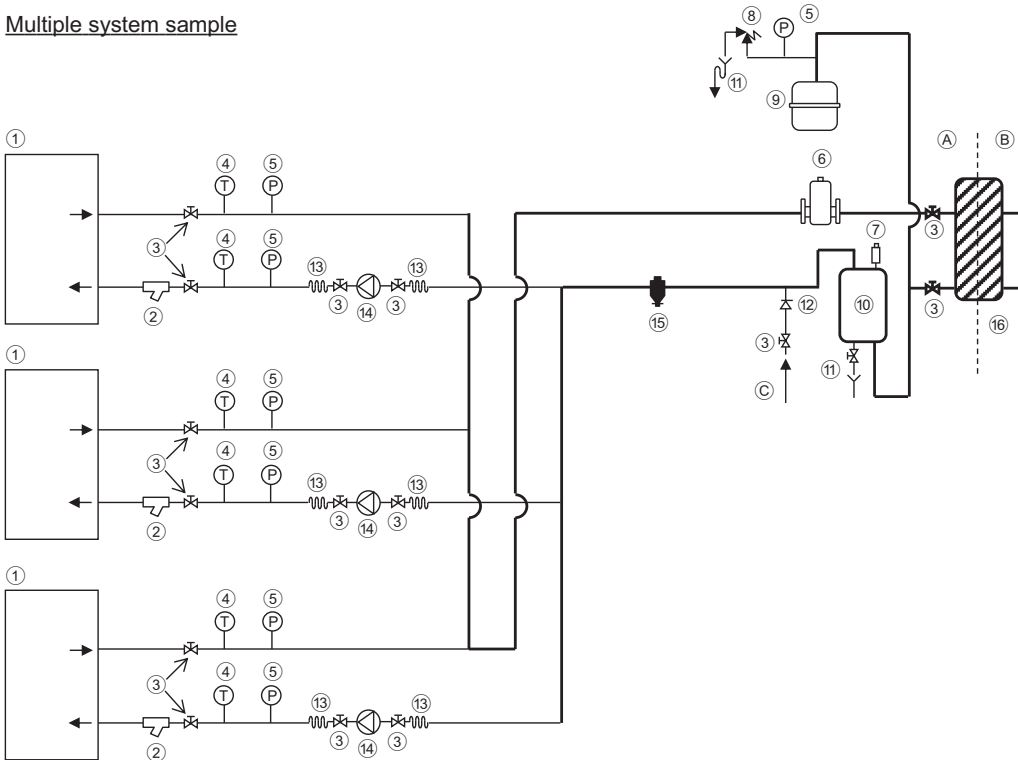 Multiple system sample
⑧ ⑤
P
⑪
⑨
① Ⓐ Ⓑ
④ ⑤ ⑥
T P
③ ④ ⑤ ⑦ ③
T P ⑬ ⑬
② ③ ⑭ ③ ⑮ ⑫ ⑩ ③ ⑯
③
① ⑪
④ ⑤ Ⓒ
T P
③ ④ ⑤
T P ⑬ ⑬
② ③ ⑭ ③
①
④ ⑤
T P
③ ④ ⑤
T P ⑬ ⑬
② ③ ⑭ ③